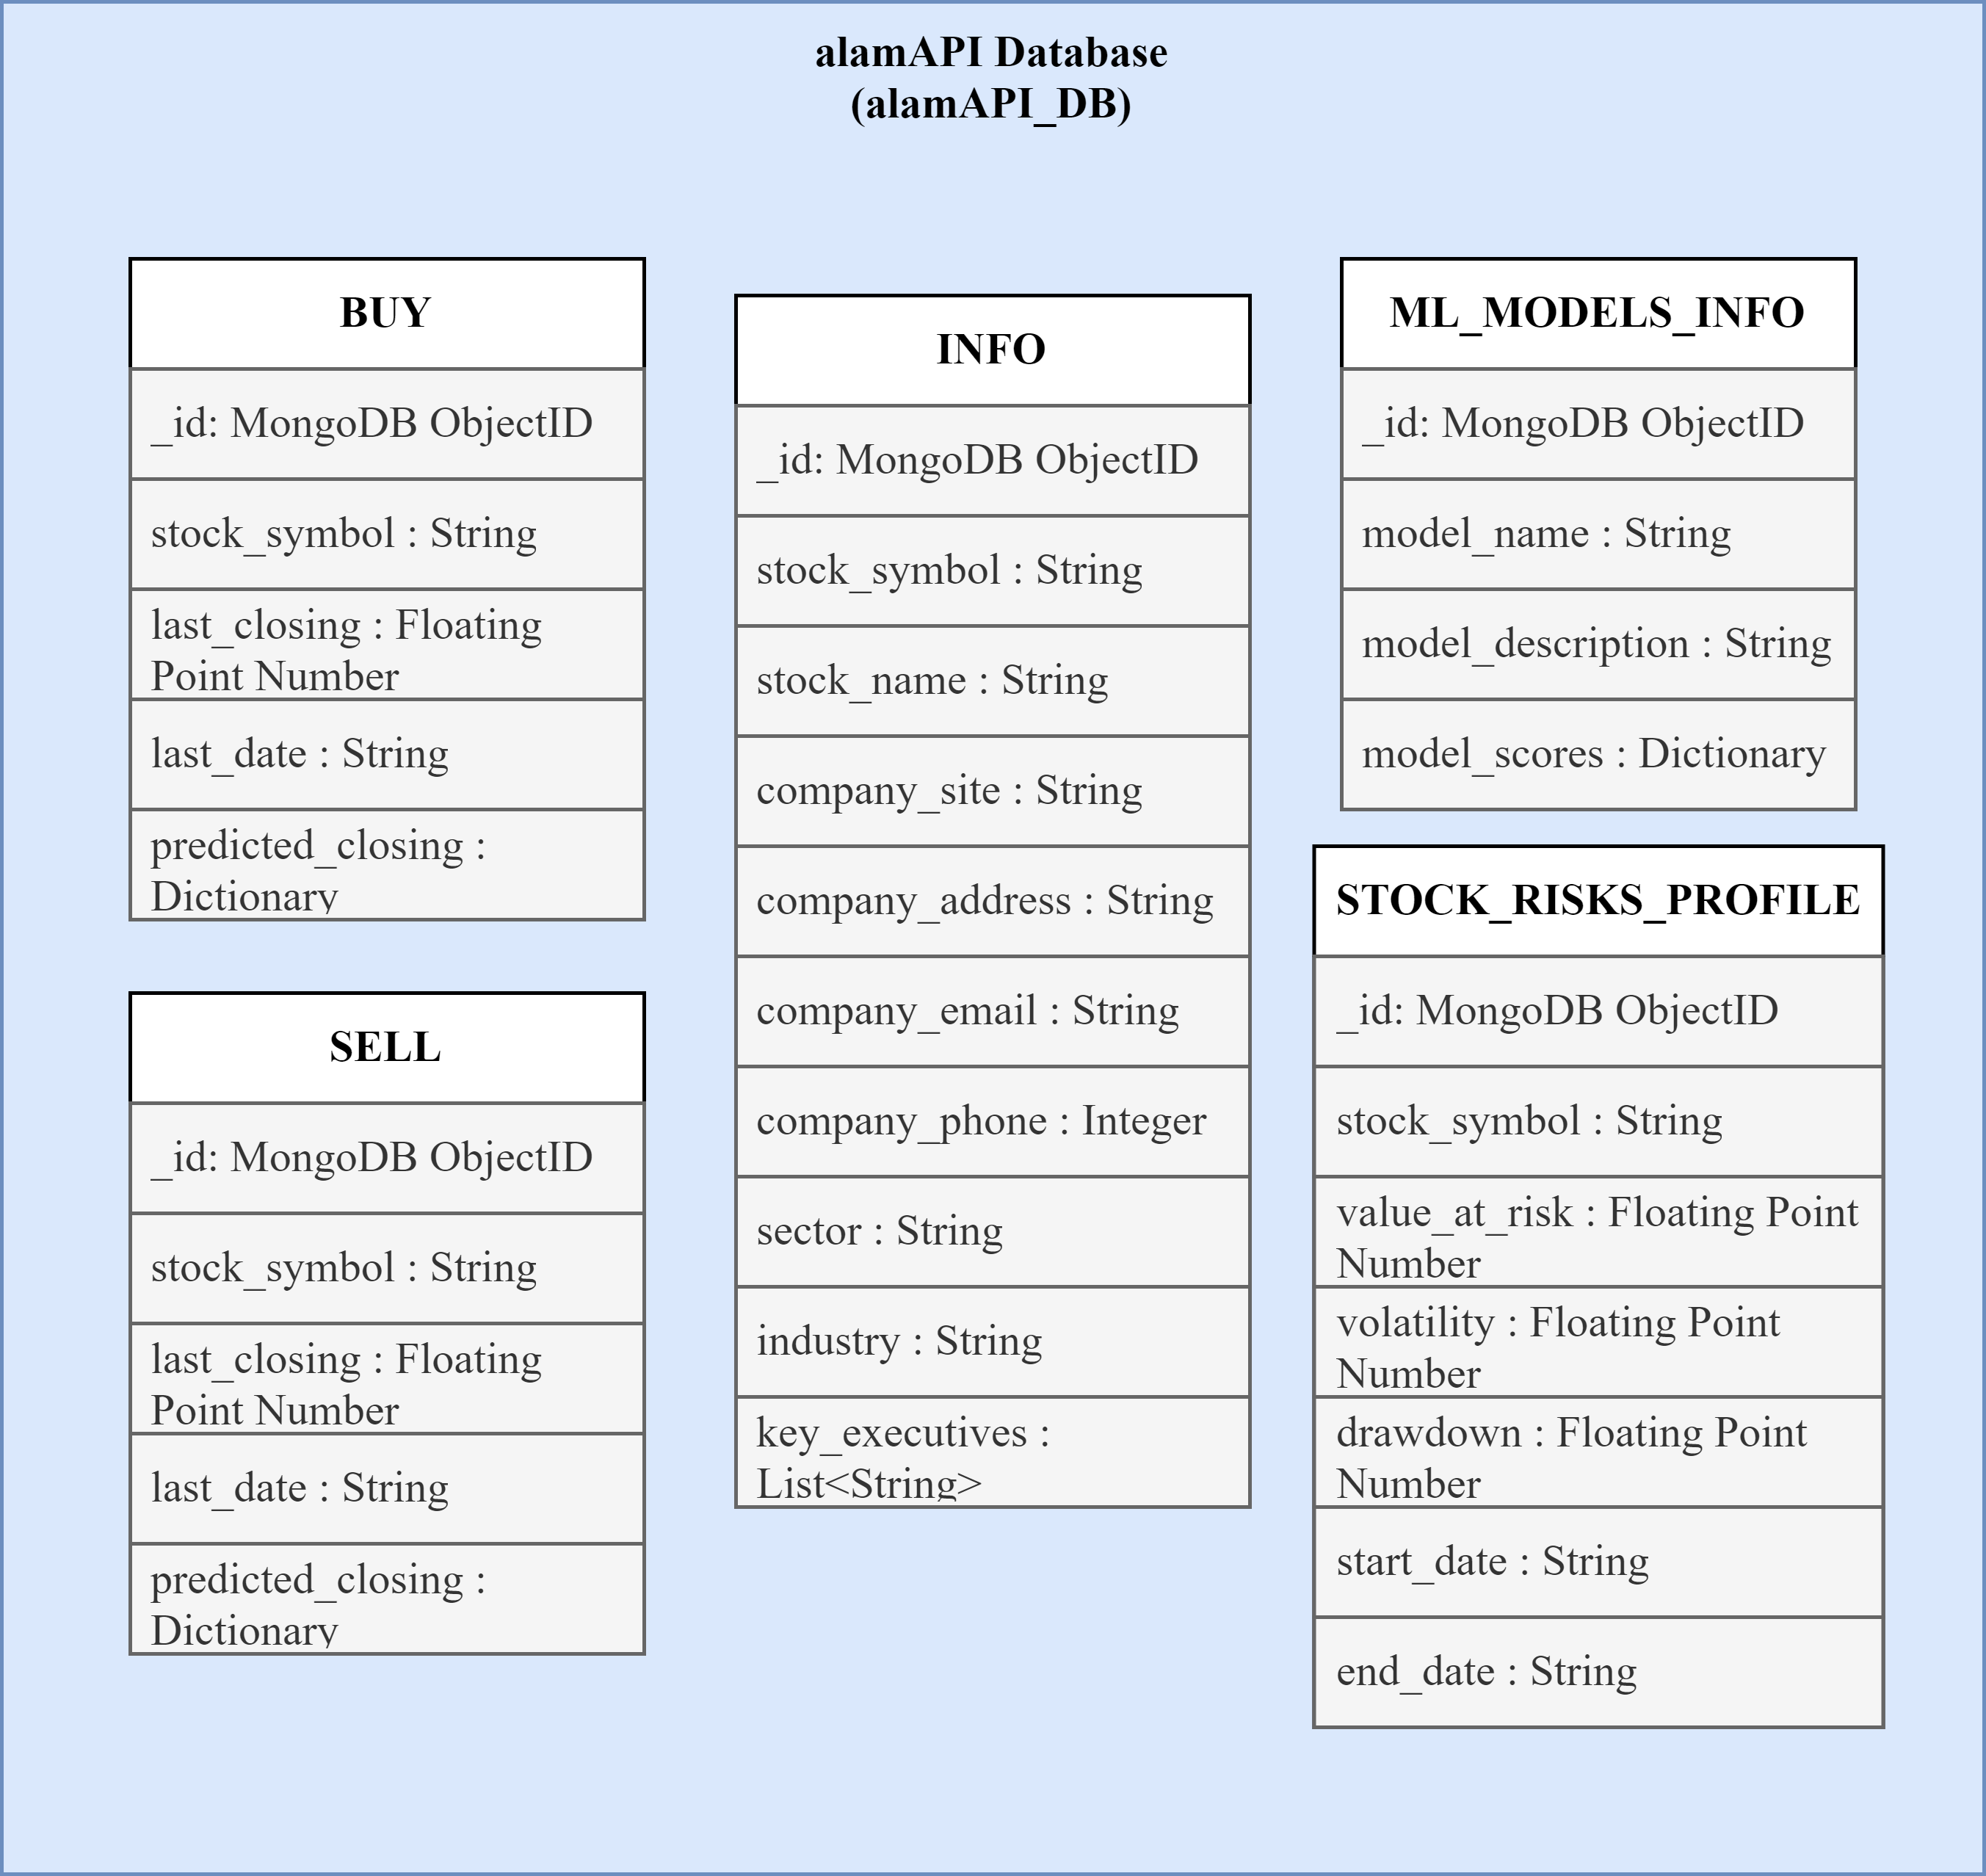 alamAPI Database
(alamAPI_DB)
BUY
_id: MongoDB ObjectID
stock_symbol : String
last_closing : Floating
Point Number
last_date : String
predicted_closing :
Dictionary
SELL
_id: MongoDB ObjectID
stock_symbol : String
last_closing : Floating
Point Number
last_date : String
predicted_closing :
Dictionary
INFO
_id: MongoDB ObjectID
stock_symbol : String
stock_name : String
company_site : String
company_address : String
company_email : String
company_phone : Integer
sector : String
industry : String
key_executives :
List<String>
ML_MODELS_INFO
_id: MongoDB ObjectID
model_name : String
model_description : String
model_scores : Dictionary
STOCK_RISKS_PROFILE
_id: MongoDB ObjectID
stock_symbol : String
value_at_risk : Floating Point
Number
volatility : Floating Point
Number
drawdown : Floating Point
Number
start_date : String
end_date : String